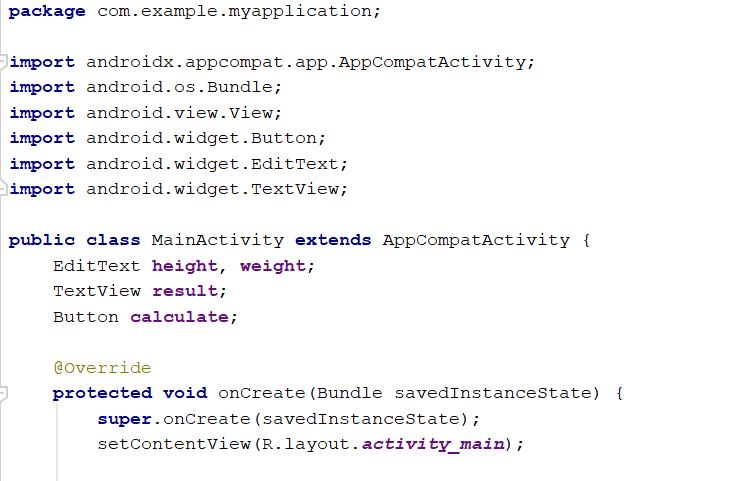 package com.example.myapplication;
import androidx.appcompat.app.AppCompatActivity;
import android.os.Bundle;
import android.view.View;
import android.widget.Button;
import android.widget.EditText;
import android.widget.TextView;
public class MainActivity extends AppCompatActivity {
EditText height, weight;
TextView result;
Button calculate;
@Override
protected void onCreate(Bundle savedInstanceState) {
super.onCreate(savedInstanceState);
setContentView(R.layout.activity_main);